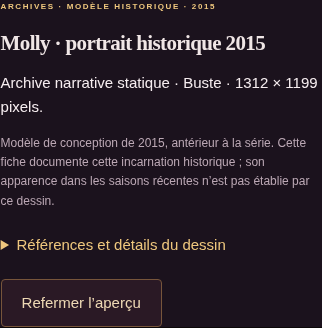 ARCHIVES · MODÈLE HISTORIQUE · 2015
Molly · portrait historique 2015
Archive narrative statique · Buste · 1312 × 1199
pixels.
Modèle de conception de 2015, antérieur à la série. Cette
fiche documente cette incarnation historique ; son
apparence dans les saisons récentes n’est pas établie par
ce dessin.
Références et détails du dessin
Refermer l’aperçu